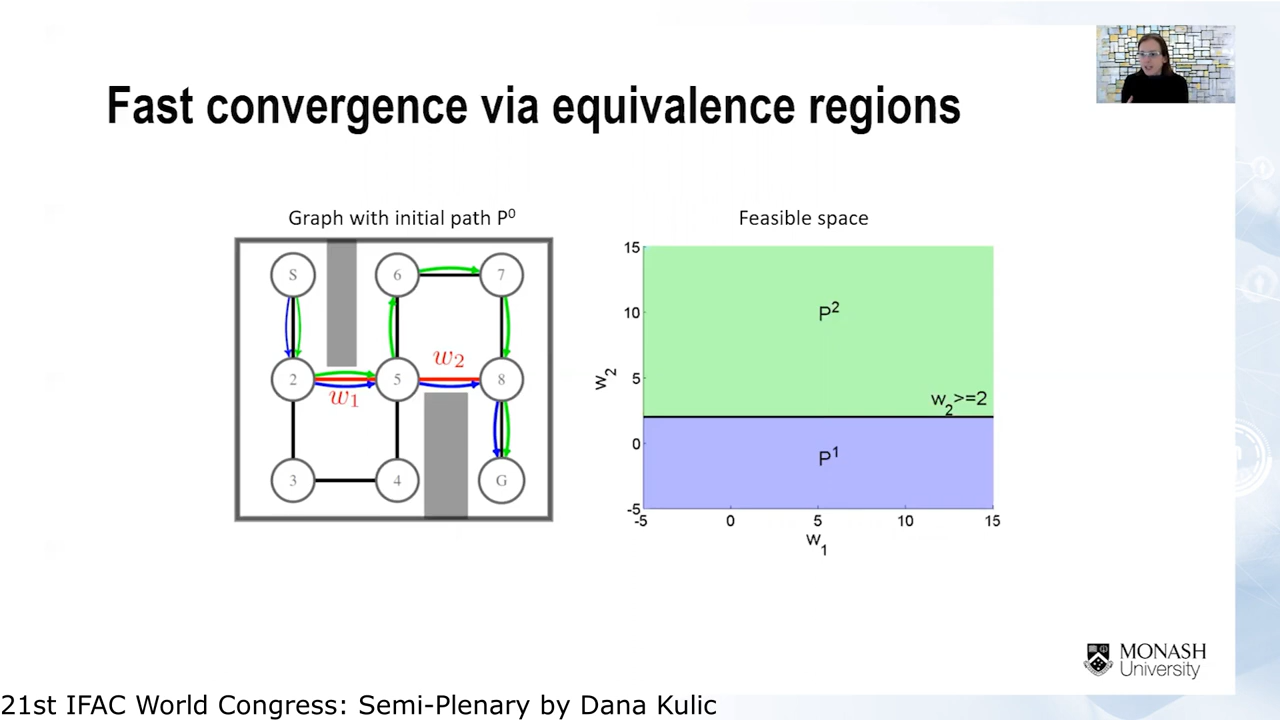 Fast convergence via equivalence regions
Graph with initial path P⁰
S
6
7
w₂
2
5
8
w₁
3
4
G
Feasible space
15
10
5
0
-5
w₂
P²
w₂>=2
P¹
-5
0
5
10
15
w₁
MONASH
University
21st IFAC World Congress: Semi-Plenary by Dana Kulic